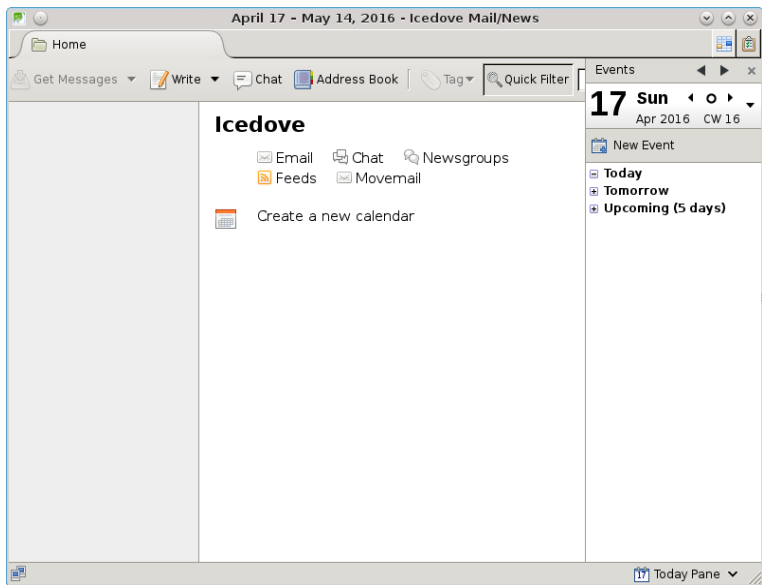 April 17 – May 14, 2016 - Icedove Mail/News
Home
Get Messages Write Chat Address Book Tag Quick Filter
Events
17 Sun
Apr 2016 CW 16
New Event
Today
Tomorrow
Upcoming (5 days)
Icedove
Email Chat Newsgroups
Feeds Movemail
Create a new calendar
17 Today Pane